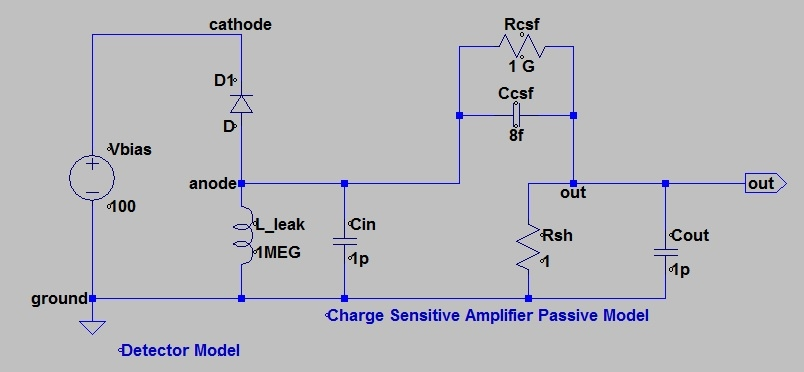 cathode
Rcsf
1 G
D1
D
Ccsf
8f
Vbias
100
anode
out
out
L_leak
1MEG
Cin
1p
Rsh
1
Cout
1p
ground
Charge Sensitive Amplifier Passive Model
Detector Model